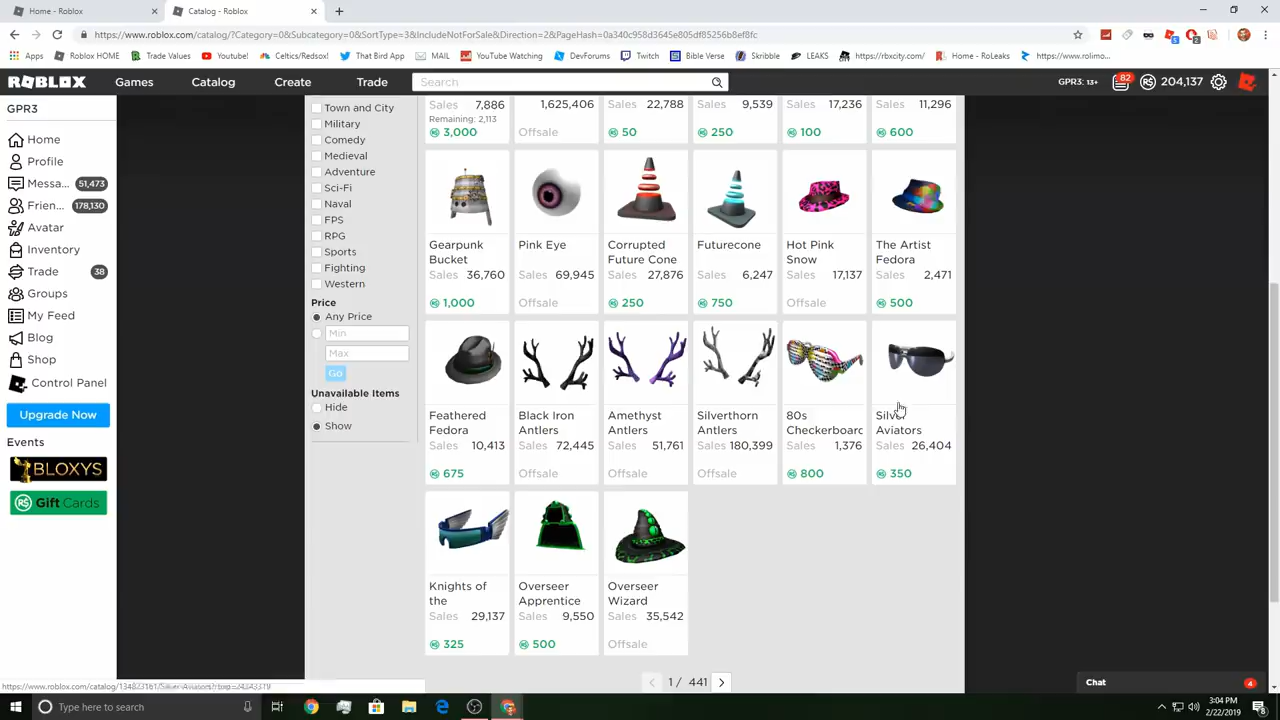 Home - Roblox
Catalog - Roblox
https://www.roblox.com/catalog/?Category=0&Subcategory=0&SortType=3&IncludeNotForSale&Direction=2&PageHash=0a340c958d3645e805df85256b8ef8fc
Apps
Roblox HOME
Trade Values
Youtube!
Celtics/Redsox!
That Bird App
MAIL
YouTube Watching
DevForums
Twitch
Bible Verse
Skribble
LEAKS
https://rbxcity.com/
Home - RoLeaks
https://www.rolimo...
ROBLOX
Games
Catalog
Create
Trade
Search
GPR3: 13+
82
204,137
GPR3
Home
Profile
Messa... 51,473
Frien... 178,130
Avatar
Inventory
Trade 38
Groups
My Feed
Blog
Shop
Control Panel
Upgrade Now
Events
BLOXYS
Gift Cards
Town and City
Military
Comedy
Medieval
Adventure
Sci-Fi
Naval
FPS
RPG
Sports
Fighting
Western
Price
Any Price
Min
Max
Go
Unavailable Items
Hide
Show
Sales 7,886
Remaining: 2,113
3,000
1,625,406
Offsale
Sales 22,788
50
Sales 9,539
250
Sales 17,236
100
Sales 11,296
600
Gearpunk
Bucket
Sales 36,760
1,000
Pink Eye
Sales 69,945
Offsale
Corrupted
Future Cone
Sales 27,876
250
Futurecone
Sales 6,247
750
Hot Pink
Snow
Sales 17,137
Offsale
The Artist
Fedora
Sales 2,471
500
Feathered
Fedora
Sales 10,413
675
Black Iron
Antlers
Sales 72,445
Offsale
Amethyst
Antlers
Sales 51,761
Offsale
Silverthorn
Antlers
Sales 180,399
Offsale
80s
Checkerboard
Sales 1,376
800
Silver
Aviators
Sales 26,404
350
Knights of
the
Sales 29,137
325
Overseer
Apprentice
Sales 9,550
500
Overseer
Wizard
Sales 35,542
Offsale
1 / 441
Chat
4
Type here to search
3:04 PM
2/22/2019